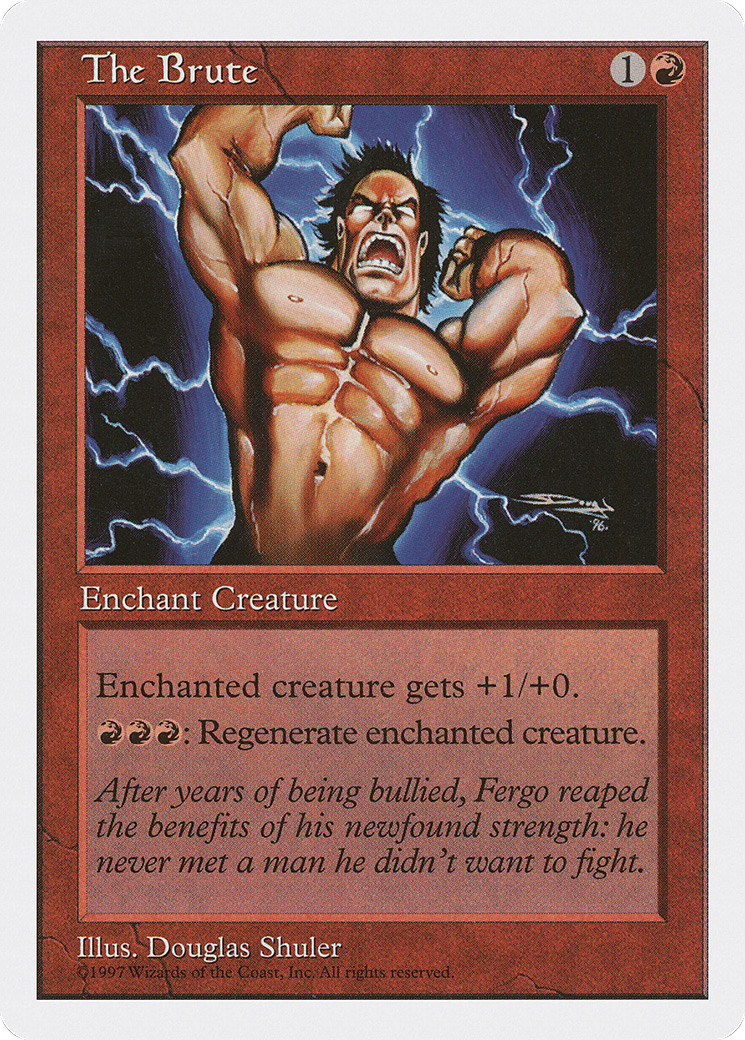 The Brute
1
Doug
'96.
Enchant Creature
Enchanted creature gets +1/+0.
: Regenerate enchanted creature.
After years of being bullied, Fergo reaped
the benefits of his newfound strength: he
never met a man he didn't want to fight.
Illus. Douglas Shuler
©1997 Wizards of the Coast, Inc. All rights reserved.